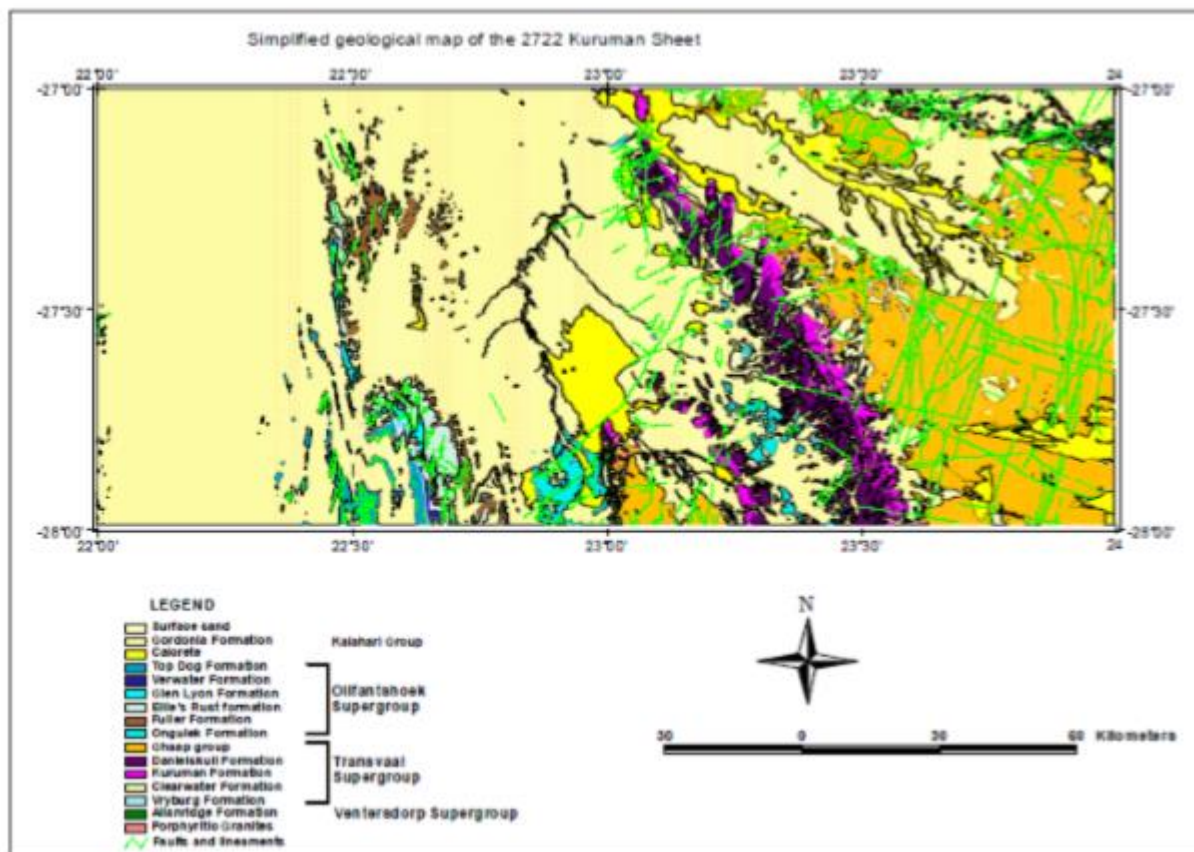 Simplified geological map of the 2722 Kuruman Sheet
22°00' 22°30' 23°00' 23°30' 24
-27°00' -27°00'
-27°30' -27°30'
-28°00' -28°00'
22°00' 22°30' 23°00' 23°30' 24
LEGEND
Surface sand
Gordonia Formation
Kalahari Group
Calcrete
Top Dog Formation
Verwater Formation
Glen Lyon Formation
Ellie's Rust formation
Olifantshoek
Supergroup
Fuller Formation
Ongulek Formation
Ghaap group
Danielskuil Formation
Kuruman Formation
Transvaal
Supergroup
Clearwater Formation
Vryburg Formation
Allanridge Formation
Ventersdorp Supergroup
Porphyritic Granites
Faults and lineaments
N
30 0 30 60 Kilometers